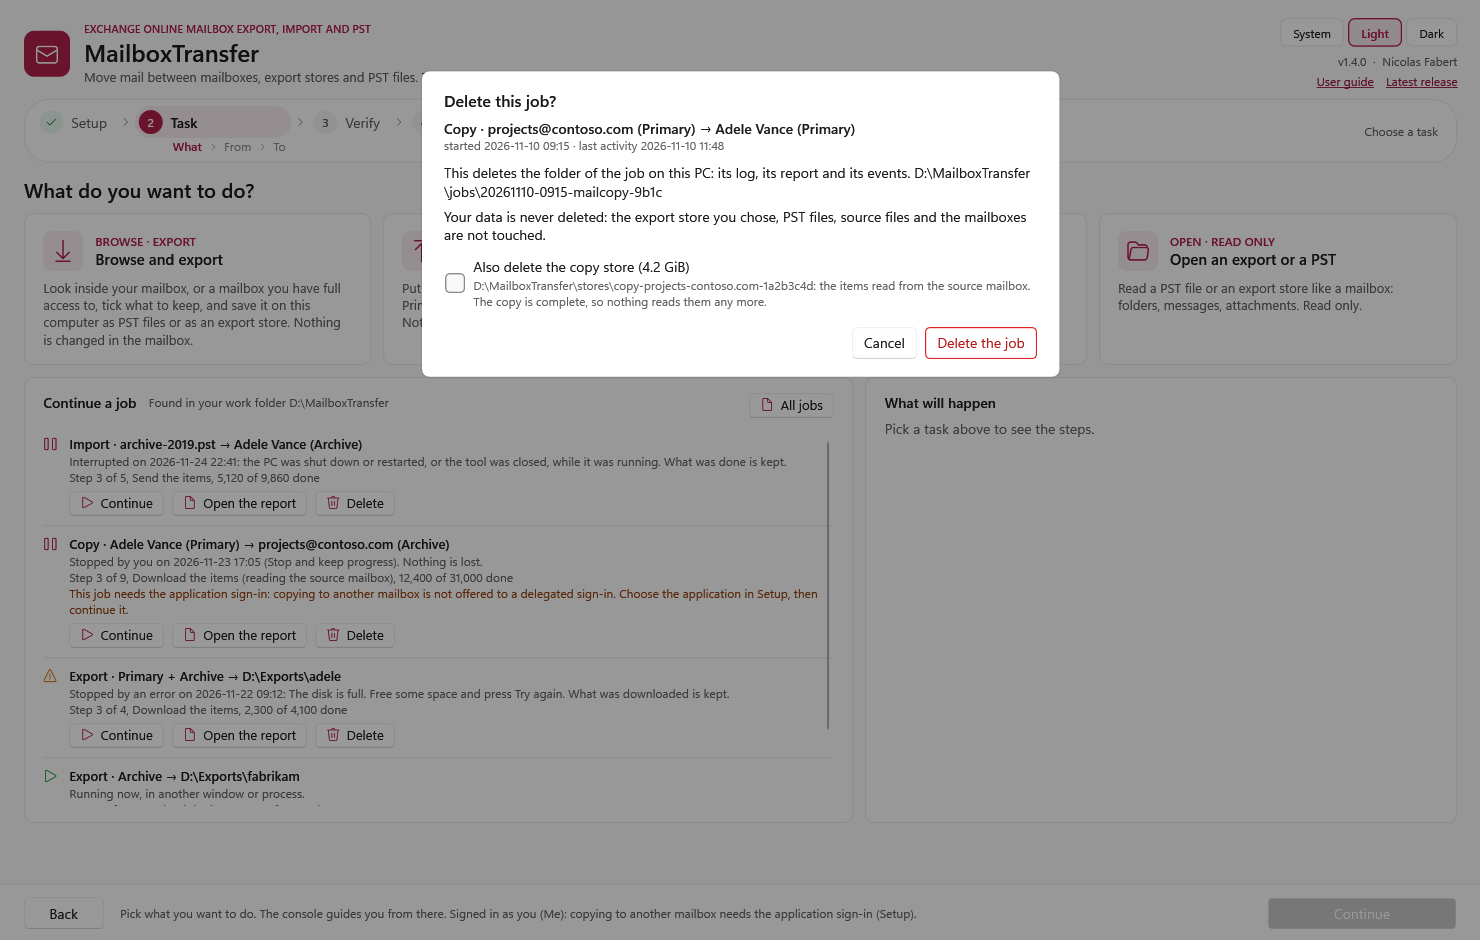 EXCHANGE ONLINE MAILBOX EXPORT, IMPORT AND PST
MailboxTransfer
Move mail between mailboxes, export stores and PST files.
System
Light
Dark
v1.4.0 · Nicolas Fabert
User guide
Latest release
Setup
2
Task
3
Verify
What
From
To
Choose a task
Delete this job?
Copy · projects@contoso.com (Primary) → Adele Vance (Primary)
started 2026-11-10 09:15 · last activity 2026-11-10 11:48
This deletes the folder of the job on this PC: its log, its report and its events. D:\MailboxTransfer
\jobs\20261110-0915-mailcopy-9b1c
Your data is never deleted: the export store you chose, PST files, source files and the mailboxes
are not touched.
Also delete the copy store (4.2 GiB)
D:\MailboxTransfer\stores\copy-projects-contoso.com-1a2b3c4d: the items read from the source mailbox.
The copy is complete, so nothing reads them any more.
Cancel
Delete the job
What do you want to do?
BROWSE · EXPORT
Browse and export
Look inside your mailbox, or a mailbox you have full
access to, tick what to keep, and save it on this
computer as PST files or as an export store. Nothing
is changed in the mailbox.
Put
OPEN · READ ONLY
Open an export or a PST
Read a PST file or an export store like a mailbox:
folders, messages, attachments. Read only.
Continue a job
Found in your work folder D:\MailboxTransfer
All jobs
Import · archive-2019.pst → Adele Vance (Archive)
Interrupted on 2026-11-24 22:41: the PC was shut down or restarted, or the tool was closed, while it was running. What was done is kept.
Step 3 of 5, Send the items, 5,120 of 9,860 done
Continue
Open the report
Delete
Copy · Adele Vance (Primary) → projects@contoso.com (Archive)
Stopped by you on 2026-11-23 17:05 (Stop and keep progress). Nothing is lost.
Step 3 of 9, Download the items (reading the source mailbox), 12,400 of 31,000 done
This job needs the application sign-in: copying to another mailbox is not offered to a delegated sign-in. Choose the application in Setup, then
continue it.
Continue
Open the report
Delete
Export · Primary + Archive → D:\Exports\adele
Stopped by an error on 2026-11-22 09:12: The disk is full. Free some space and press Try again. What was downloaded is kept.
Step 3 of 4, Download the items, 2,300 of 4,100 done
Continue
Open the report
Delete
Export · Archive → D:\Exports\fabrikam
Running now, in another window or process.
What will happen
Pick a task above to see the steps.
Back
Pick what you want to do. The console guides you from there. Signed in as you (Me): copying to another mailbox needs the application sign-in (Setup).
Continue